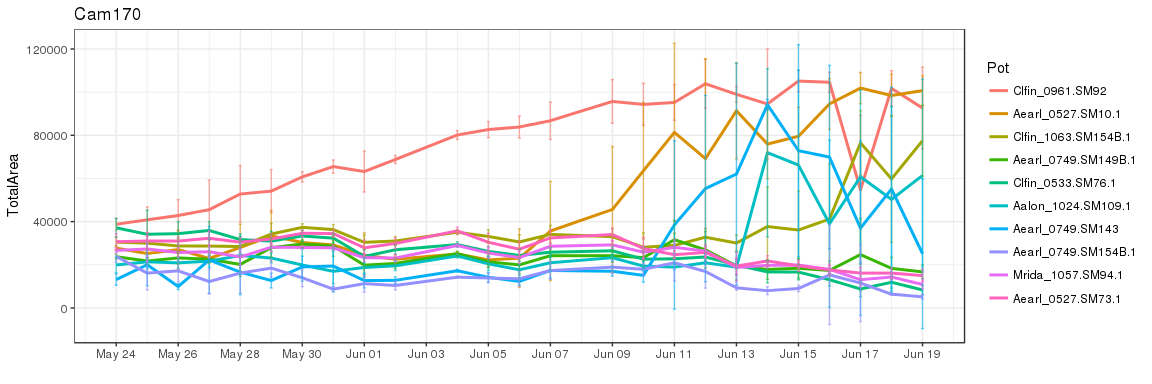 Cam170
TotalArea
120000
80000
40000
0
May 24 May 26 May 28 May 30 Jun 01 Jun 03 Jun 05 Jun 07 Jun 09 Jun 11 Jun 13 Jun 15 Jun 17 Jun 19
Pot
Clfin_0961.SM92
Aearl_0527.SM10.1
Clfin_1063.SM154B.1
Aearl_0749.SM149B.1
Clfin_0533.SM76.1
Aalon_1024.SM109.1
Aearl_0749.SM143
Aearl_0749.SM154B.1
Mrida_1057.SM94.1
Aearl_0527.SM73.1